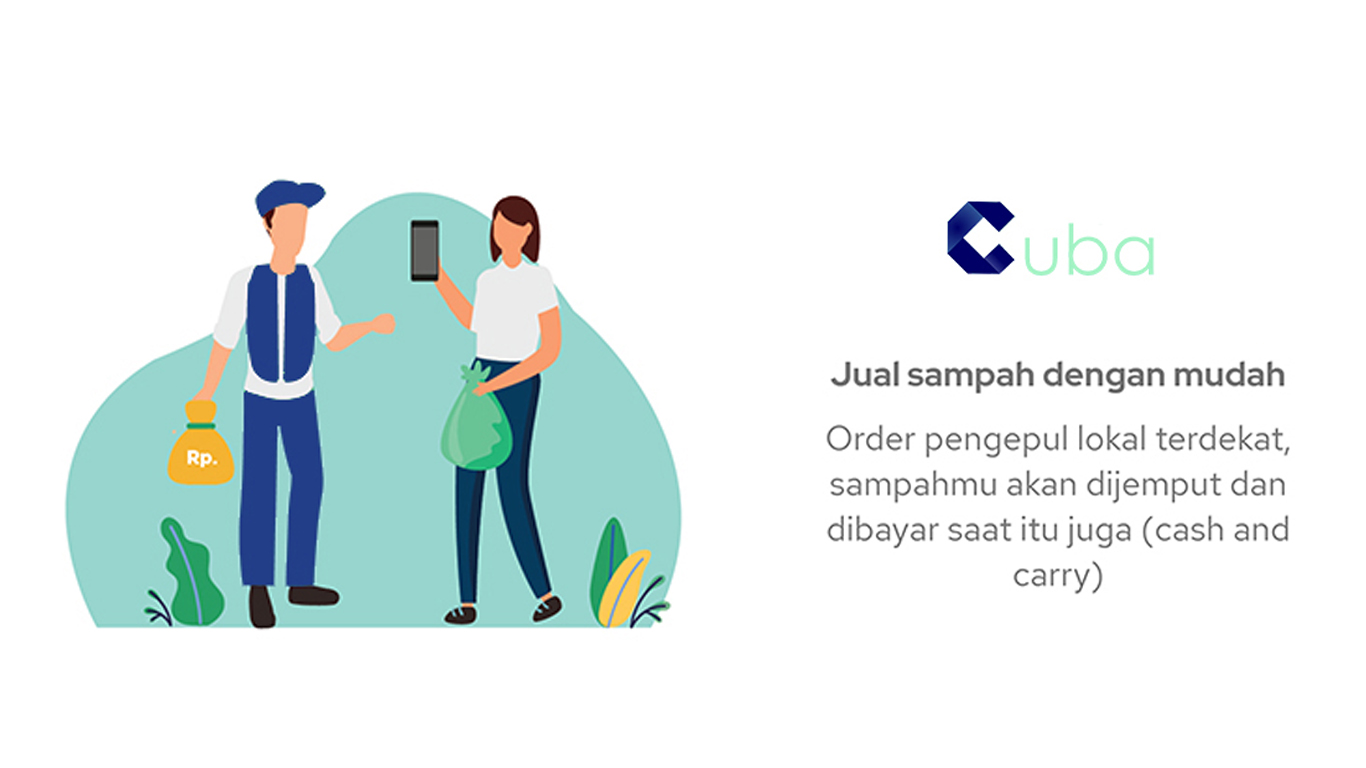 Rp.
Cuba
Jual sampah dengan mudah
Order pengepul lokal terdekat,
sampahmu akan dijemput dan
dibayar saat itu juga (cash and
carry)